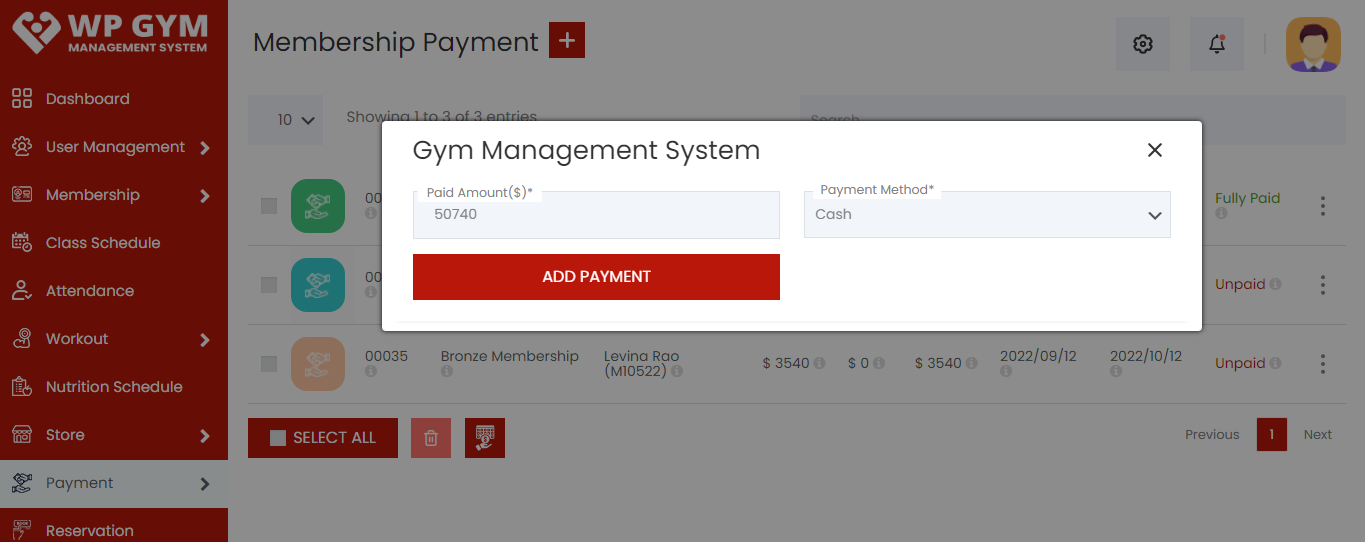 WP GYM
MANAGEMENT SYSTEM
Dashboard
User Management
Membership
Class Schedule
Attendance
Workout
Nutrition Schedule
Store
Payment
Reservation
Membership Payment +
10
Showing 1 to 3 of 3 entries
Search
Gym Management System
Paid Amount($)*
50740
Payment Method*
Cash
ADD PAYMENT
00
Fully Paid
00
Unpaid
00035 Bronze Membership Levina Rao $ 3540 $ 0 $ 3540 2022/09/12 2022/10/12 Unpaid
(M10522)
SELECT ALL
Previous 1 Next